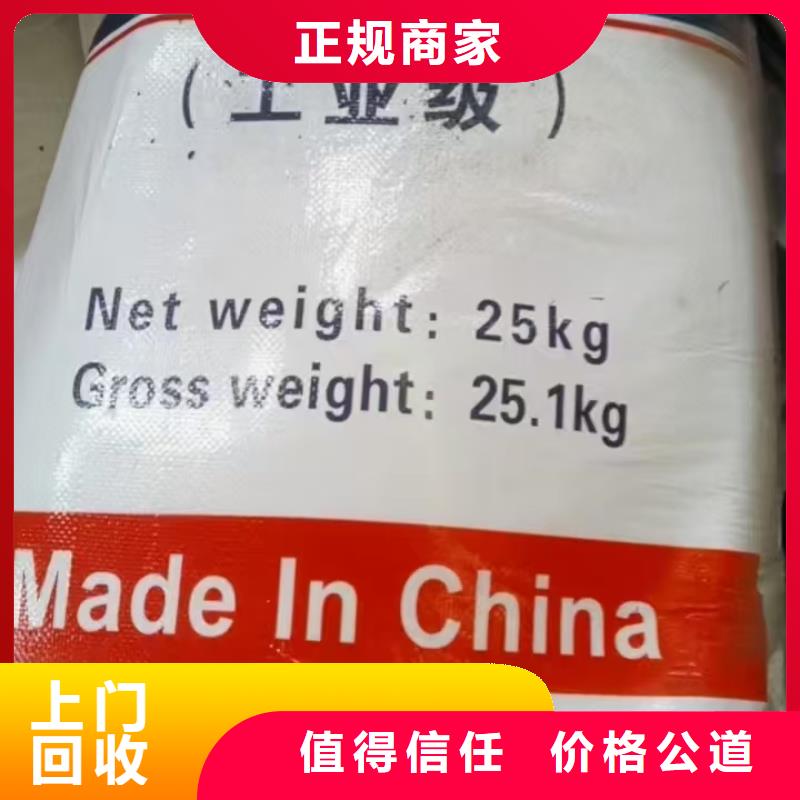 正规商家
（工业级）
Net weight: 25kg
Gross weight: 25.1kg
Made In China
上门
回收
值得信任 价格公道